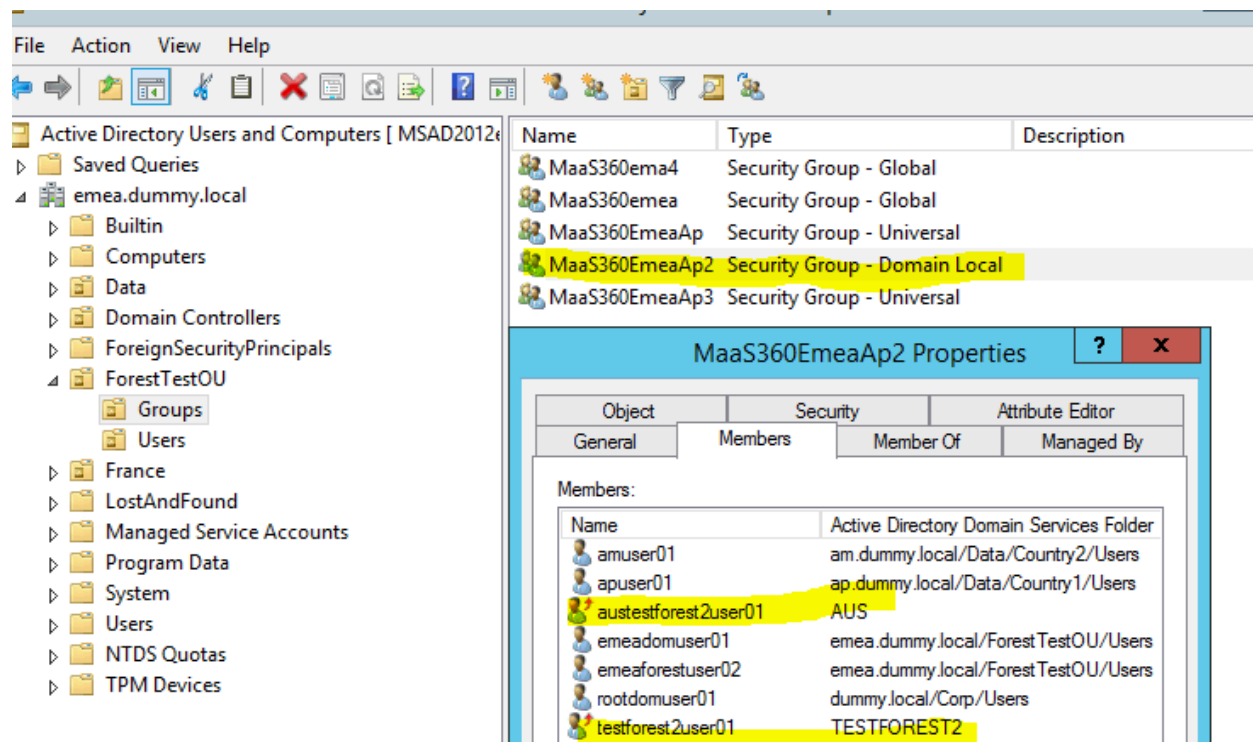 File Action View Help
Active Directory Users and Computers [ MSAD2012e
Saved Queries
emea.dummy.local
Builtin
Computers
Data
Domain Controllers
ForeignSecurityPrincipals
ForestTestOU
Groups
Users
France
LostAndFound
Managed Service Accounts
Program Data
System
Users
NTDS Quotas
TPM Devices
Name Type Description
MaaS360ema4 Security Group - Global
MaaS360emea Security Group - Global
MaaS360EmeaAp Security Group - Universal
MaaS360EmeaAp2 Security Group - Domain Local
MaaS360EmeaAp3 Security Group - Universal
MaaS360EmeaAp2 Properties ? x
Object Security Attribute Editor
General Members Member Of Managed By
Members:
Name Active Directory Domain Services Folder
amuser01 am.dummy.local/Data/Country2/Users
apuser01 ap.dummy.local/Data/Country1/Users
austestforest2user01 AUS
emeadomuser01 emea.dummy.local/ForestTestOU/Users
emeaforestuser02 emea.dummy.local/ForestTestOU/Users
rootdomuser01 dummy.local/Corp/Users
testforest2user01 TESTFOREST2